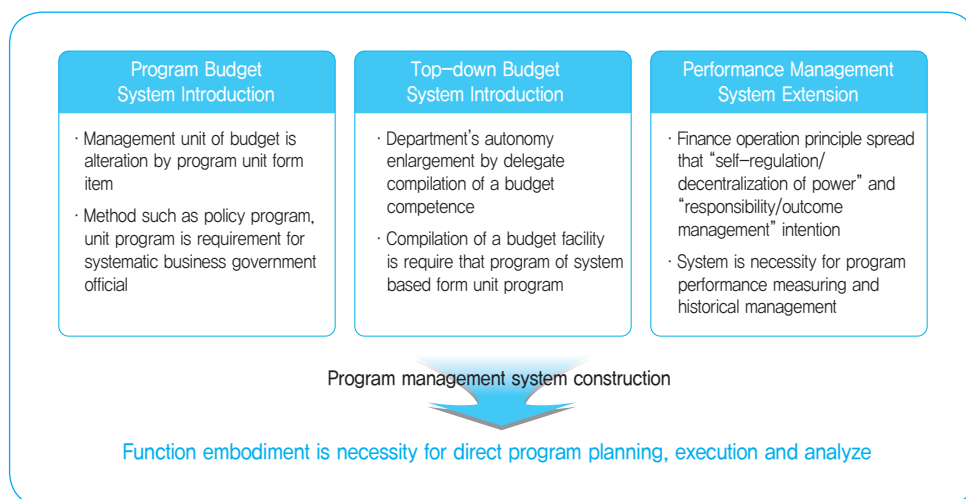 Program Budget
System Introduction
· Management unit of budget is
alteration by program unit form
item
· Method such as policy program,
unit program is requirement for
systematic business government
official
Top-down Budget
System Introduction
· Department's autonomy
enlargement by delegate
compilation of a budget
competence
· Compilation of a budget facility
is require that program of system
based form unit program
Performance Management
System Extension
· Finance operation principle spread
that “self-regulation/
decentralization of power” and
“responsibility/outcome
management” intention
· System is necessity for program
performance measuring and
historical management
Program management system construction
Function embodiment is necessity for direct program planning, execution and analyze